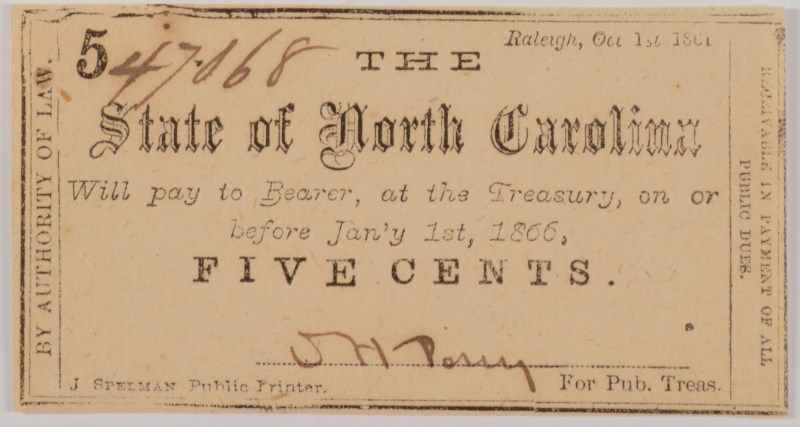 5 47068
Raleigh, Oct 1st 1861
THE
State of North Carolina
Will pay to Bearer, at the Treasury, on or
before Jan'y 1st, 1866,
FIVE CENTS.
J SPELMAN Public Printer.
For Pub. Treas.
BY AUTHORITY OF LAW.
RECEIVABLE IN PAYMENT OF ALL
PUBLIC DUES.